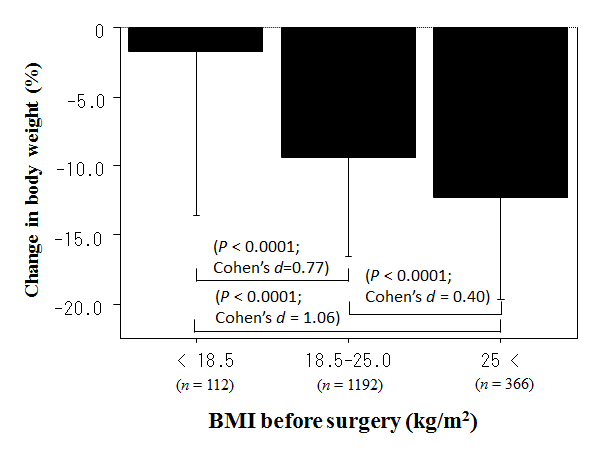 Change in body weight (%)
0
-5.0
-10.0
-15.0
-20.0
(P < 0.0001;
Cohen's d=0.77)
(P < 0.0001;
Cohen's d = 0.40)
(P < 0.0001;
Cohen's d = 1.06)
< 18.5 18.5-25.0 25 <
(n = 112) (n = 1192) (n = 366)
BMI before surgery (kg/m²)